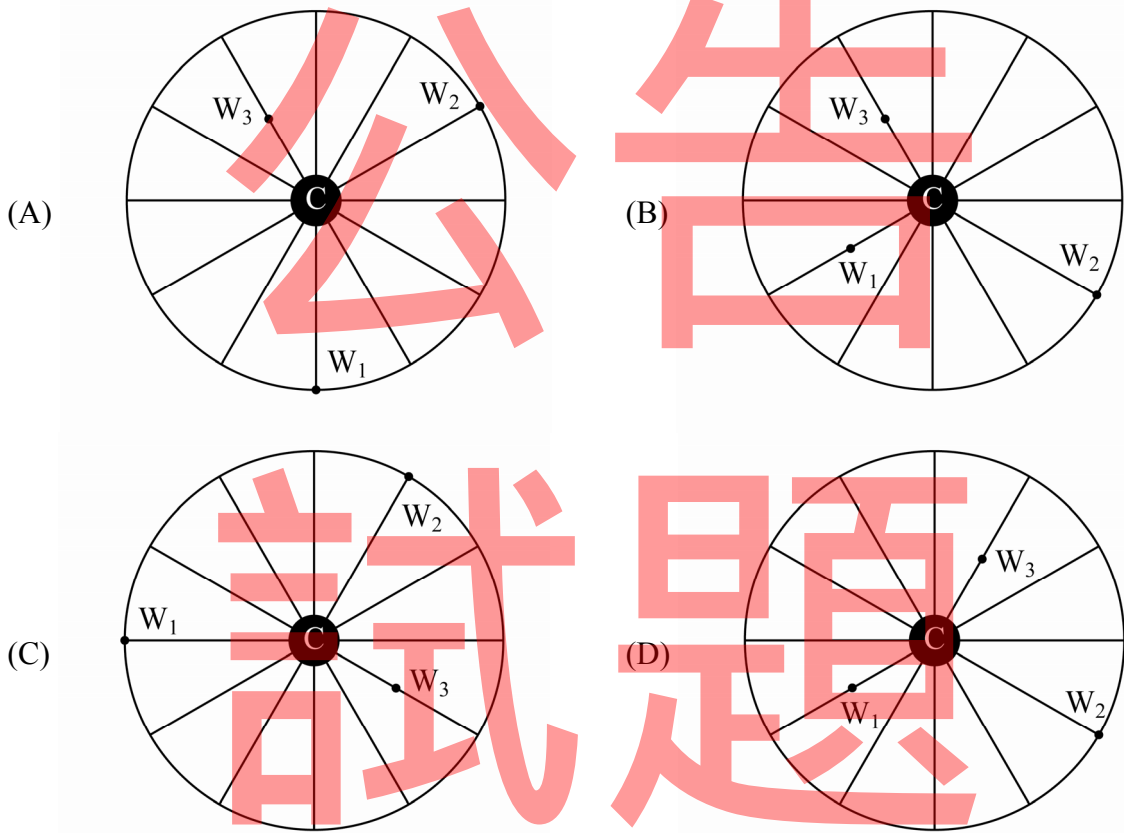 W₃ W₂ W₃
(A) C (B) C
W₁ W₂
W₁
W₂ W₃
(C) W₁ C W₃ (D) C
W₁ W₂
公告
試題